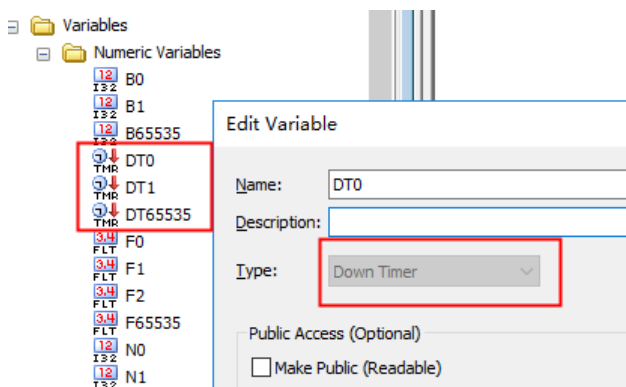 Variables
Numeric Variables
12 I32 B0
12 I32 B1
12 I32 B65535
TMR DT0
TMR DT1
TMR DT65535
3.4 FLT F0
3.4 FLT F1
3.4 FLT F2
3.4 FLT F65535
12 I32 N0
12 I32 N1
Edit Variable
Name: DT0
Description:
Type: Down Timer
Public Access (Optional)
Make Public (Readable)